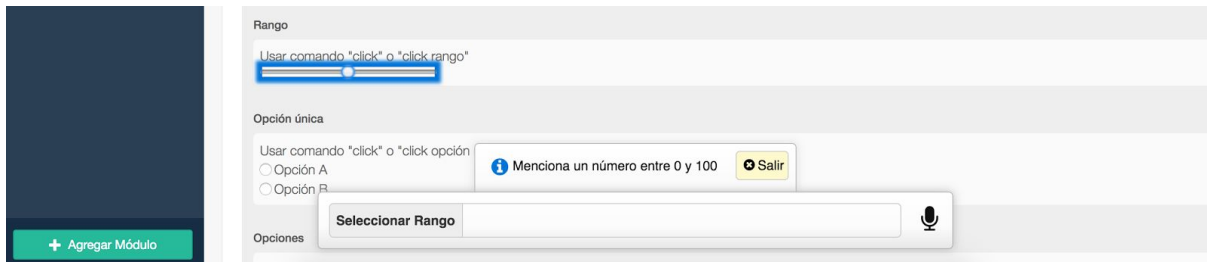 Rango
Usar comando "click" o "click rango"
Opción única
Usar comando "click" o "click opción
Opción A
Opción B
Menciona un número entre 0 y 100
Salir
Seleccionar Rango
Opciones
Agregar Módulo